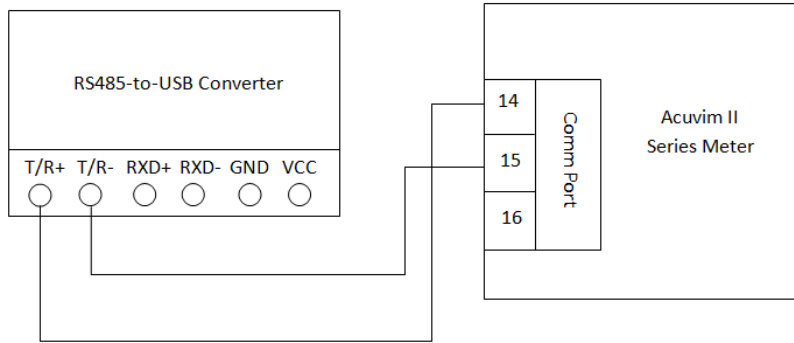 RS485-to-USB Converter
T/R+ T/R- RXD+ RXD- GND VCC
14
15
16
Comm Port
Acuvim II
Series Meter